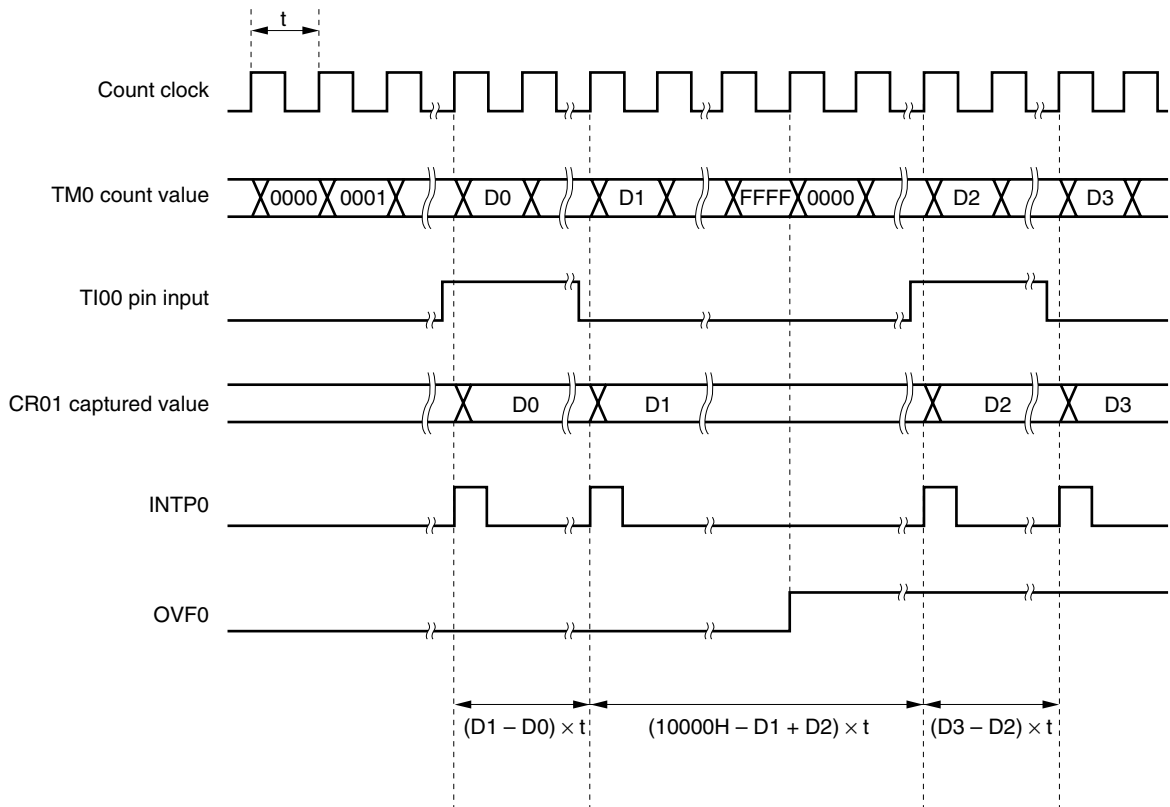 t
Count clock
TM0 count value 0000 0001 D0 D1 FFFF 0000 D2 D3
TI00 pin input
CR01 captured value D0 D1 D2 D3
INTP0
OVF0
(D1 – D0) × t (10000H – D1 + D2) × t (D3 – D2) × t